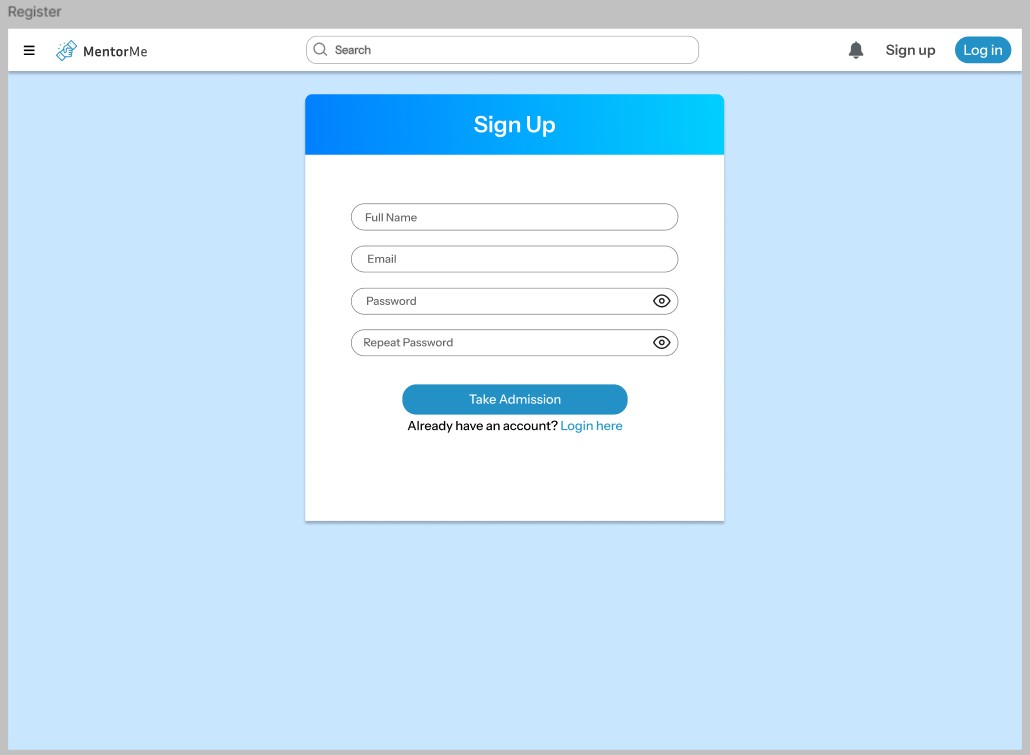 Register
MentorMe
Search
Sign up
Log in
Sign Up
Full Name
Email
Password
Repeat Password
Take Admission
Already have an account? Login here